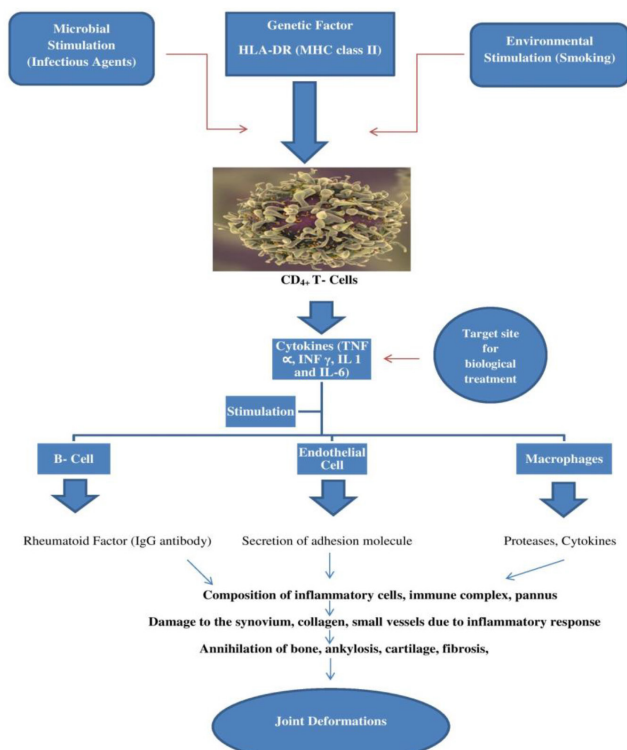 Microbial
Stimulation
(Infectious Agents)
Genetic Factor
HLA-DR (MHC class II)
Environmental
Stimulation (Smoking)
CD4+ T- Cells
Cytokines (TNF
∝, INF γ, IL 1
and IL-6)
Target site
for
biological
treatment
Stimulation
B- Cell
Endothelial
Cell
Macrophages
Rheumatoid Factor (IgG antibody)
Secretion of adhesion molecule
Proteases, Cytokines
Composition of inflammatory cells, immune complex, pannus
Damage to the synovium, collagen, small vessels due to inflammatory response
Annihilation of bone, ankylosis, cartilage, fibrosis,
Joint Deformations